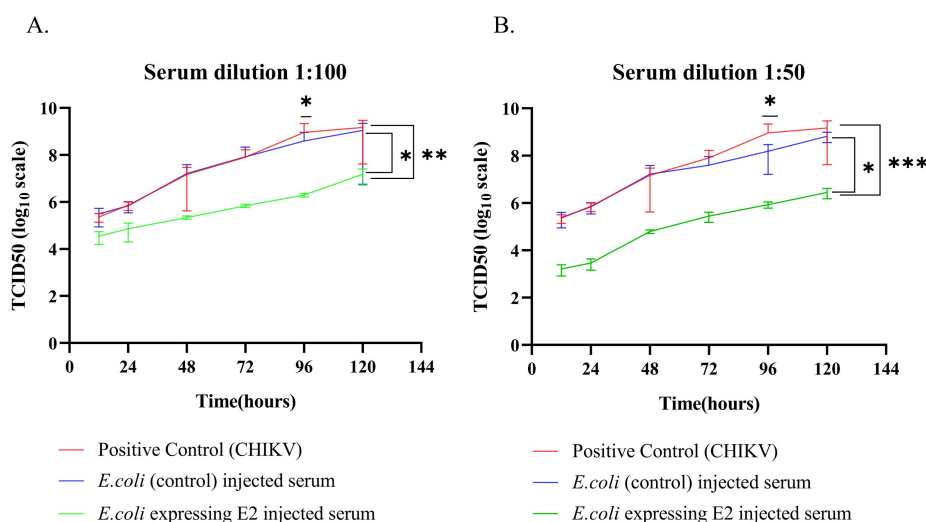 A.
Serum dilution 1:100
*
10
8
6
4
2
0
TCID50 (log10 scale)
* **
0 24 48 72 96 120 144
Time(hours)
Positive Control (CHIKV)
E.coli (control) injected serum
E.coli expressing E2 injected serum
B.
Serum dilution 1:50
*
10
8
6
4
2
0
TCID50 (log10 scale)
* ***
0 24 48 72 96 120 144
Time(hours)
Positive Control (CHIKV)
E.coli (control) injected serum
E.coli expressing E2 injected serum